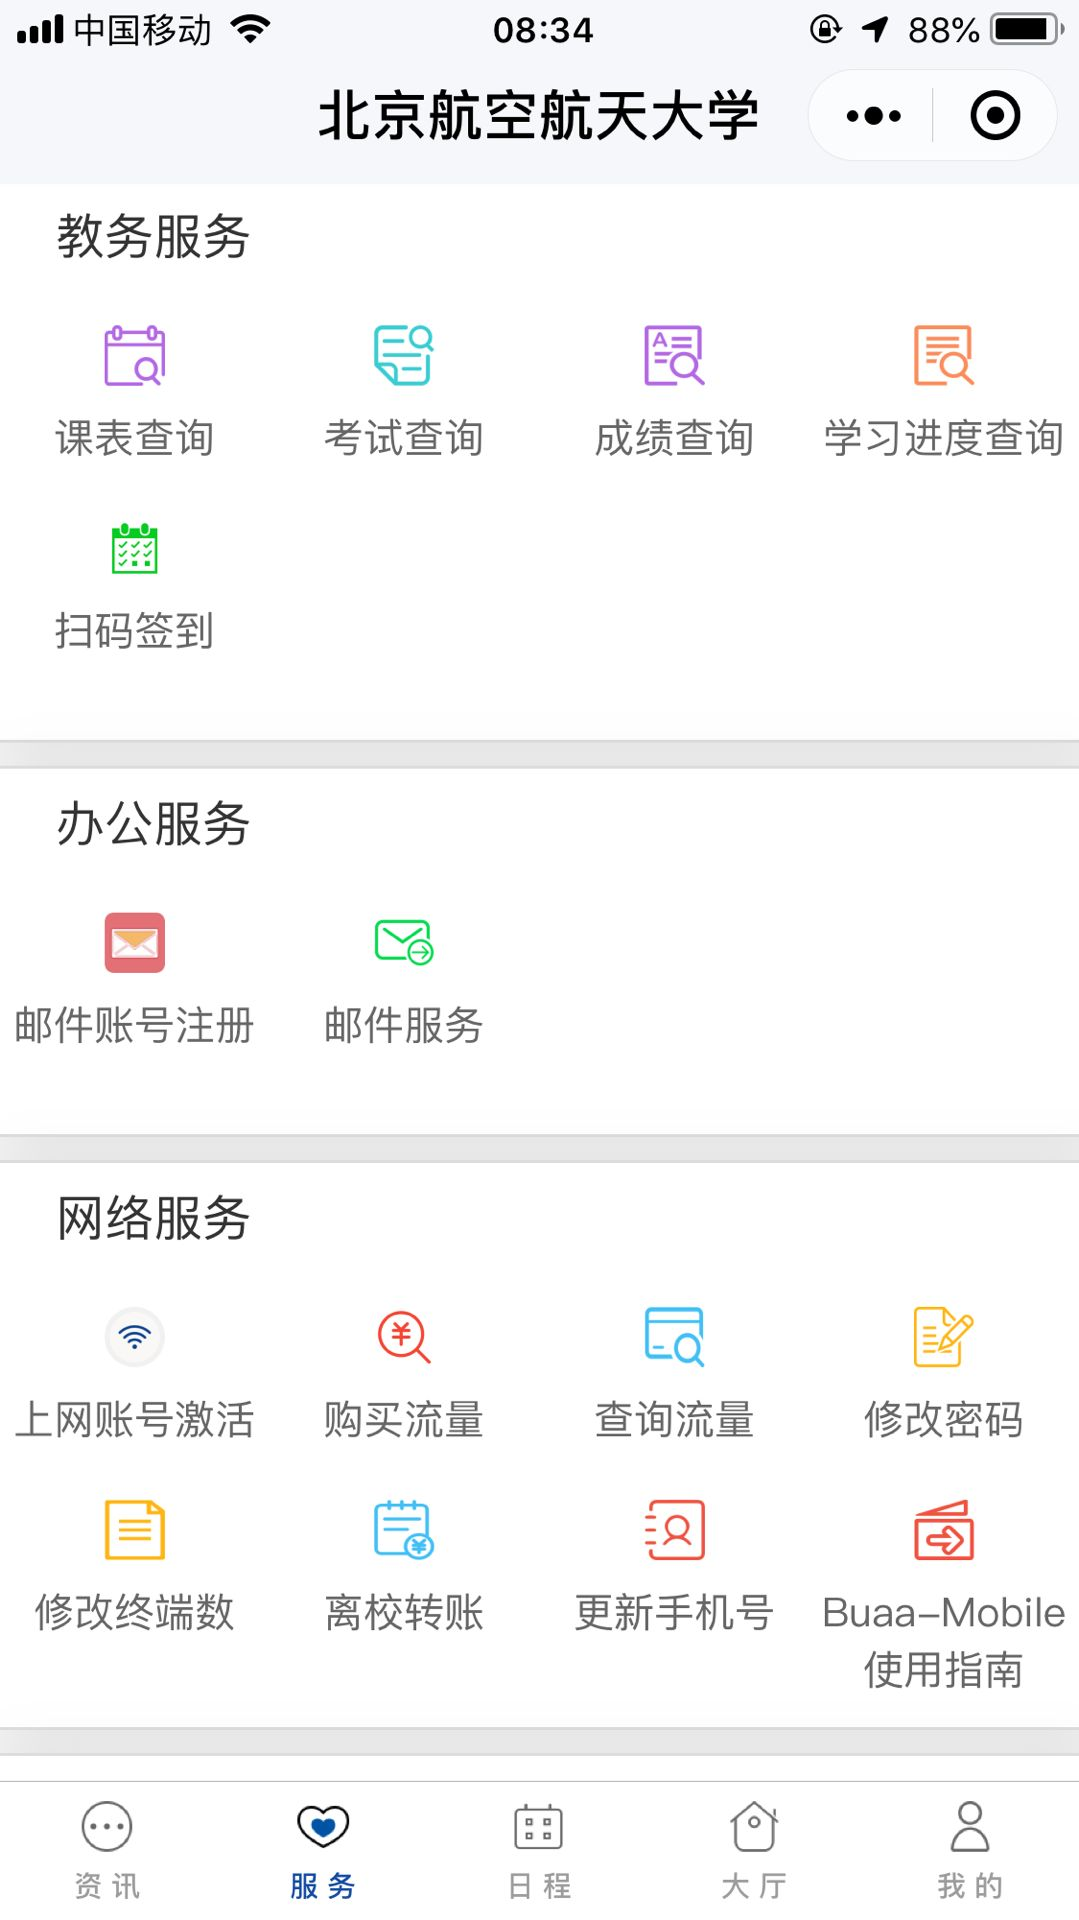 中国移动 08:34 88%
北京航空航天大学
教务服务
课表查询 考试查询 成绩查询 学习进度查询
扫码签到
办公服务
邮件账号注册 邮件服务
网络服务
上网账号激活 购买流量 查询流量 修改密码
修改终端数 离校转账 更新手机号 Buaa-Mobile
使用指南
资讯 服务 日程 大厅 我的